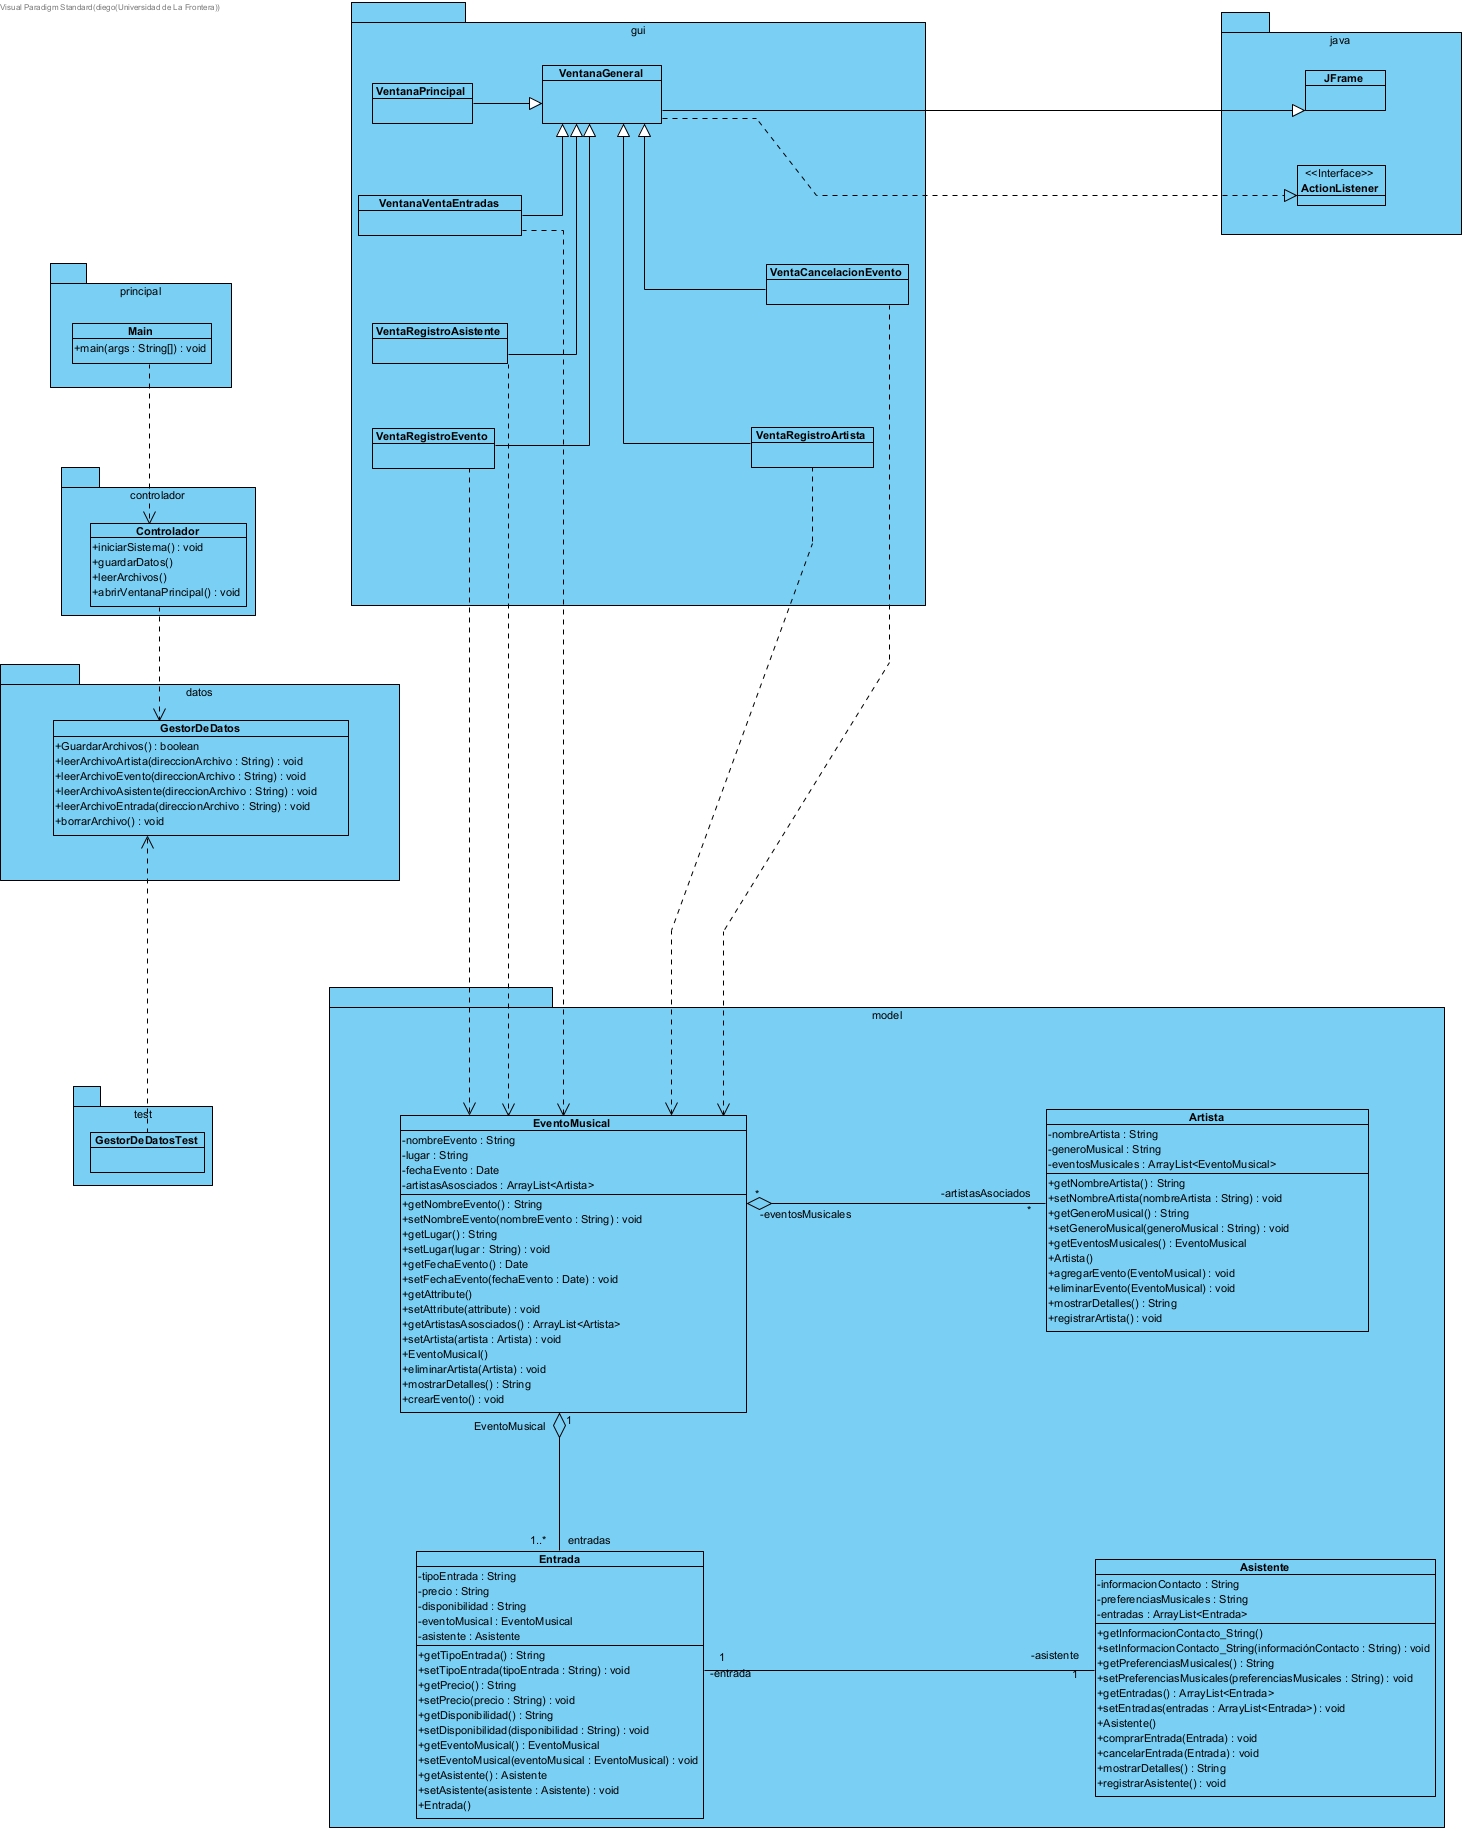 Visual Paradigm Standard(diego(Universidad de La Frontera))
gui
VentanaGeneral
VentanaPrincipal
VentanaVentaEntradas
VentaCancelacionEvento
VentaRegistroAsistente
VentaRegistroEvento
VentaRegistroArtista
java
JFrame
<<Interface>>
ActionListener
principal
Main
+main(args : String[]) : void
controlador
Controlador
+iniciarSistema() : void
+guardarDatos()
+leerArchivos()
+abrirVentanaPrincipal() : void
datos
GestorDeDatos
+GuardarArchivos() : boolean
+leerArchivoArtista(direccionArchivo : String) : void
+leerArchivoEvento(direccionArchivo : String) : void
+leerArchivoAsistente(direccionArchivo : String) : void
+leerArchivoEntrada(direccionArchivo : String) : void
+borrarArchivo() : void
test
GestorDeDatosTest
model
EventoMusical
-nombreEvento : String
-lugar : String
-fechaEvento : Date
-artistasAsosciados : ArrayList<Artista>
+getNombreEvento() : String
+setNombreEvento(nombreEvento : String) : void
+getLugar() : String
+setLugar(lugar : String) : void
+getFechaEvento() : Date
+setFechaEvento(fechaEvento : Date) : void
+getAttribute()
+setAttribute(attribute) : void
+getArtistasAsosciados() : ArrayList<Artista>
+setArtista(artista : Artista) : void
+EventoMusical()
+eliminarArtista(Artista) : void
+mostrarDetalles() : String
+crearEvento() : void
*
-eventosMusicales
-artistasAsociados
*
Artista
-nombreArtista : String
-generoMusical : String
-eventosMusicales : ArrayList<EventoMusical>
+getNombreArtista() : String
+setNombreArtista(nombreArtista : String) : void
+getGeneroMusical() : String
+setGeneroMusical(generoMusical : String) : void
+getEventosMusicales() : EventoMusical
+Artista()
+agregarEvento(EventoMusical) : void
+eliminarEvento(EventoMusical) : void
+mostrarDetalles() : String
+registrarArtista() : void
EventoMusical
1
1..*
entradas
Entrada
-tipoEntrada : String
-precio : String
-disponibilidad : String
-eventoMusical : EventoMusical
-asistente : Asistente
+getTipoEntrada() : String
+setTipoEntrada(tipoEntrada : String) : void
+getPrecio() : String
+setPrecio(precio : String) : void
+getDisponibilidad() : String
+setDisponibilidad(disponibilidad : String) : void
+getEventoMusical() : EventoMusical
+setEventoMusical(eventoMusical : EventoMusical) : void
+getAsistente() : Asistente
+setAsistente(asistente : Asistente) : void
+Entrada()
1
-entrada
-asistente
1
Asistente
-informacionContacto : String
-preferenciasMusicales : String
-entradas : ArrayList<Entrada>
+getInformacionContacto_String()
+setInformacionContacto_String(informaciónContacto : String) : void
+getPreferenciasMusicales() : String
+setPreferenciasMusicales(preferenciasMusicales : String) : void
+getEntradas() : ArrayList<Entrada>
+setEntradas(entradas : ArrayList<Entrada>) : void
+Asistente()
+comprarEntrada(Entrada) : void
+cancelarEntrada(Entrada) : void
+mostrarDetalles() : String
+registrarAsistente() : void